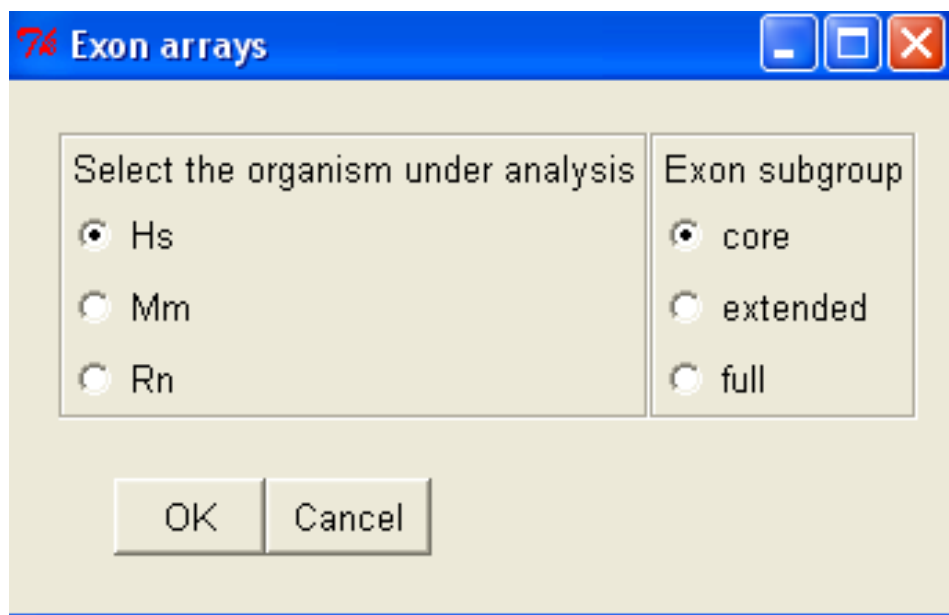 Exon arrays
Select the organism under analysis
Hs
Mm
Rn
Exon subgroup
core
extended
full
OK
Cancel